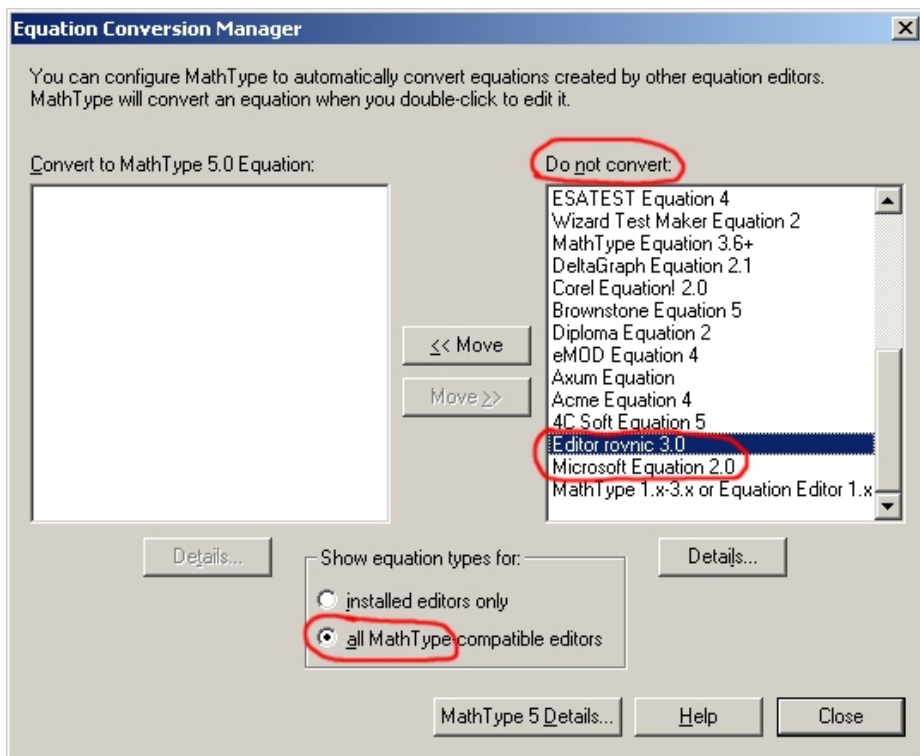 Equation Conversion Manager
You can configure MathType to automatically convert equations created by other equation editors.
MathType will convert an equation when you double-click to edit it.
Convert to MathType 5.0 Equation:
Do not convert:
ESATEST Equation 4
Wizard Test Maker Equation 2
MathType Equation 3.6+
DeltaGraph Equation 2.1
Corel Equation! 2.0
Brownstone Equation 5
Diploma Equation 2
eMOD Equation 4
Axum Equation
Acme Equation 4
4C Soft Equation 5
Editor rovnic 3.0
Microsoft Equation 2.0
MathType 1.x-3.x or Equation Editor 1.x
<< Move
Move >>
Details...
Details...
Show equation types for:
installed editors only
all MathType-compatible editors
MathType 5 Details...
Help
Close